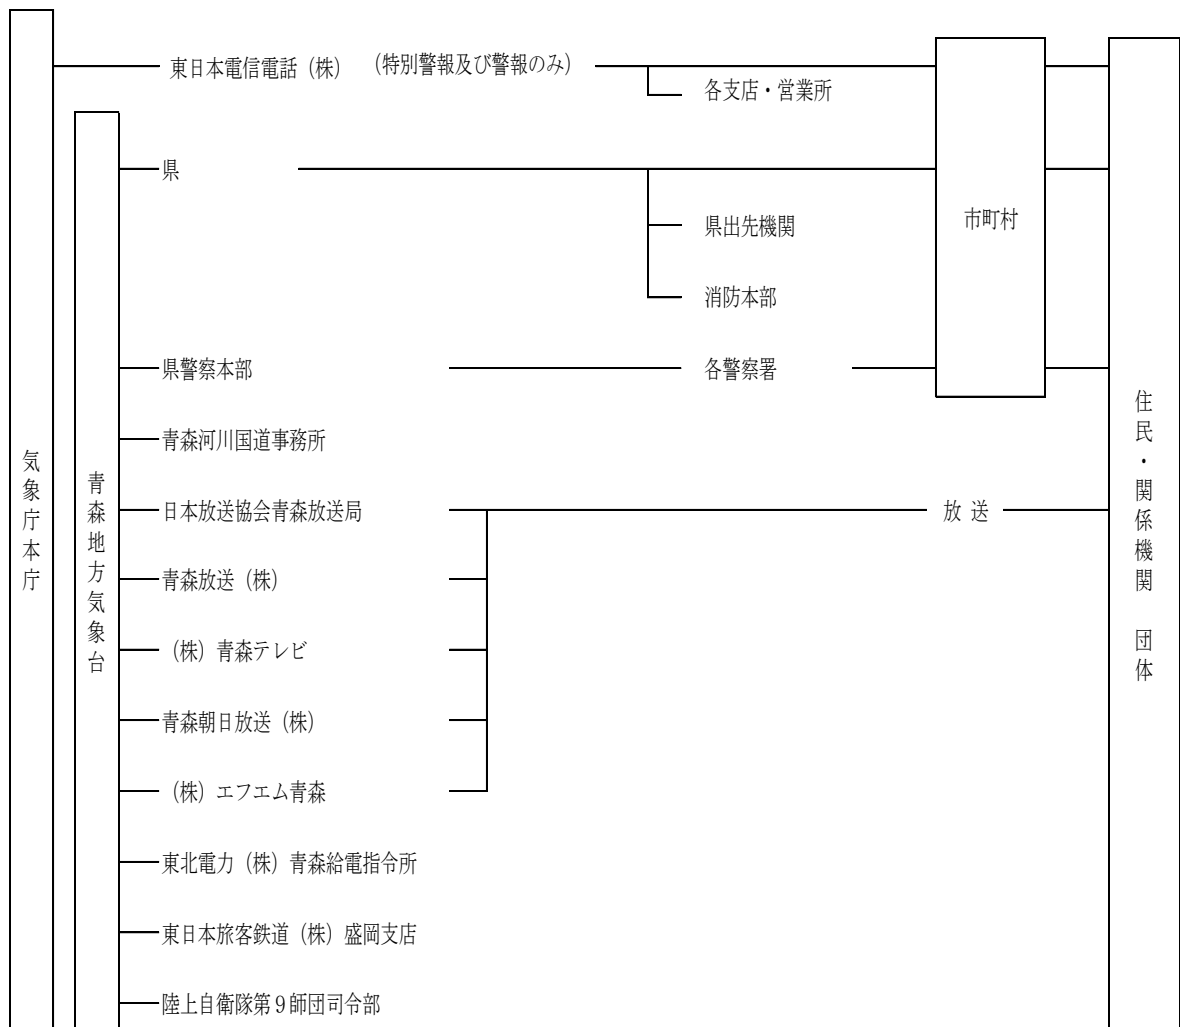 東日本電信電話(株) (特別警報及び警報のみ)
各支店・営業所
県
市町村
県出先機関
消防本部
県警察本部 各警察署
青森河川国道事務所
気象庁本庁
青森地方気象台
住民・関係機関 団体
日本放送協会青森放送局 放送
青森放送(株)
(株)青森テレビ
青森朝日放送(株)
(株)エフエム青森
東北電力(株)青森給電指令所
東日本旅客鉄道(株)盛岡支店
陸上自衛隊第9師団司令部